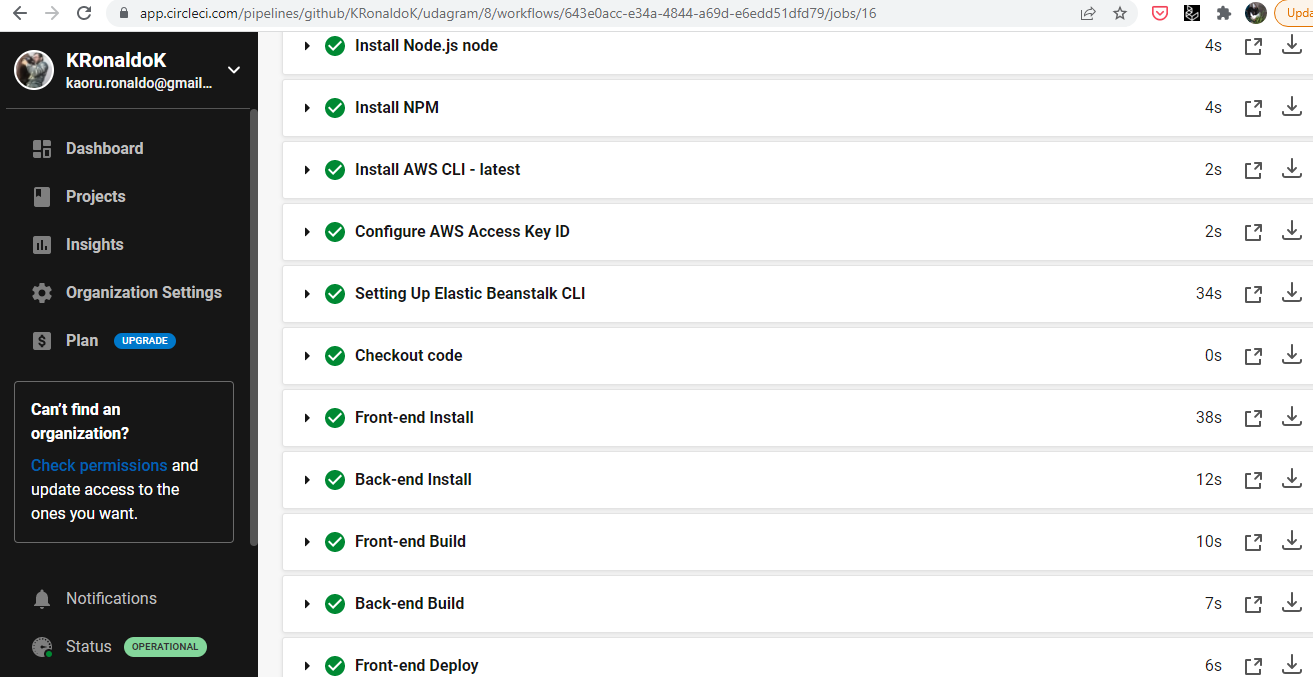 app.circleci.com/pipelines/github/KRonaldoK/udagram/8/workflows/643e0acc-e34a-4844-a69d-e6edd51dfd79/jobs/16
Upda
KRonaldoK
kaoru.ronaldo@gmail...
Dashboard
Projects
Insights
Organization Settings
Plan UPGRADE
Can't find an
organization?
Check permissions and
update access to the
ones you want.
Notifications
Status OPERATIONAL
Install Node.js node 4s
Install NPM 4s
Install AWS CLI - latest 2s
Configure AWS Access Key ID 2s
Setting Up Elastic Beanstalk CLI 34s
Checkout code 0s
Front-end Install 38s
Back-end Install 12s
Front-end Build 10s
Back-end Build 7s
Front-end Deploy 6s